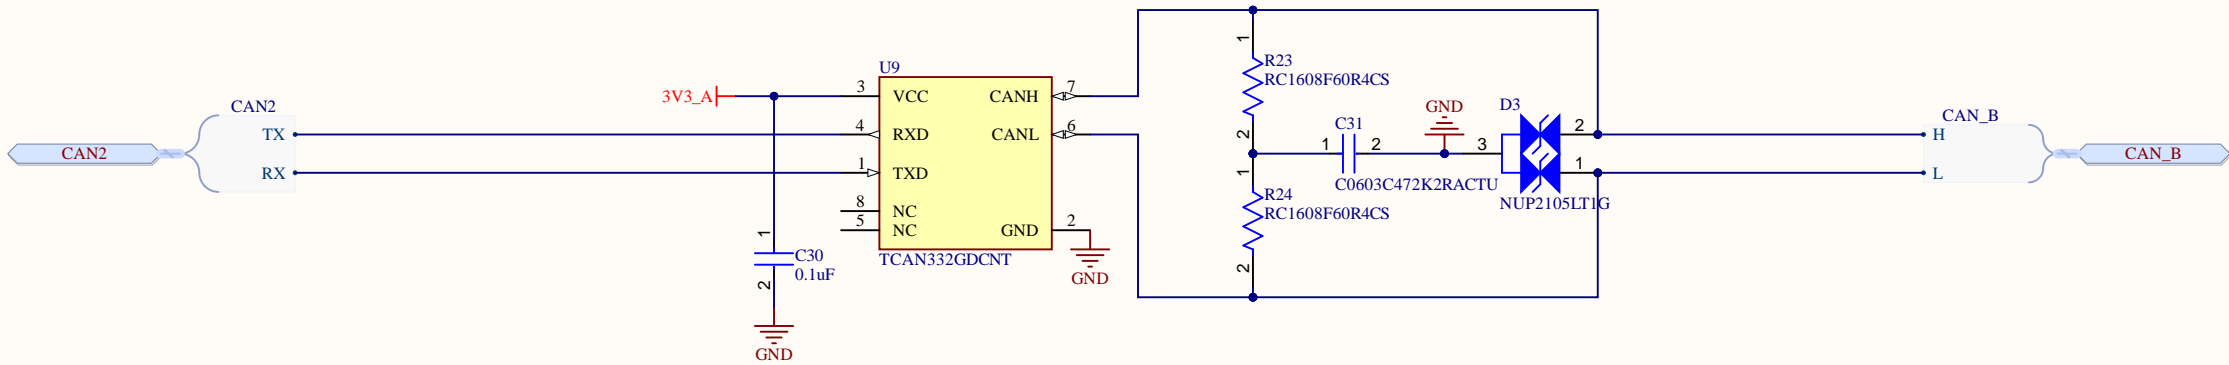 CAN2
CAN2
TX
RX
3V3_A
C30
0.1uF
1
2
GND
U9
3
VCC
4
RXD
1
TXD
8
NC
5
NC
CANH
7
CANL
6
GND
2
TCAN332GDCNT
GND
1
R23
RC1608F60R4CS
2
1
R24
RC1608F60R4CS
2
C31
1
2
C0603C472K2RACTU
GND
D3
3
2
1
NUP2105LT1G
CAN_B
H
L
CAN_B